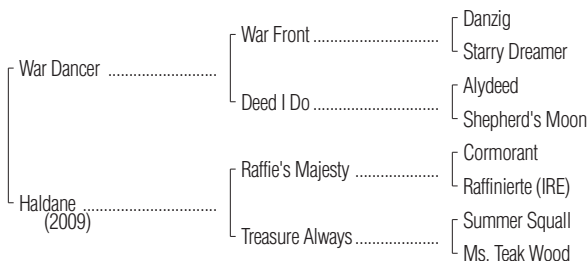 Danzig
War Front
Starry Dreamer
War Dancer
Alydeed
Deed I Do
Shepherd's Moon
Cormorant
Raffie's Majesty
Raffinierte (IRE)
Haldane
(2009)
Summer Squall
Treasure Always
Ms. Teak Wood